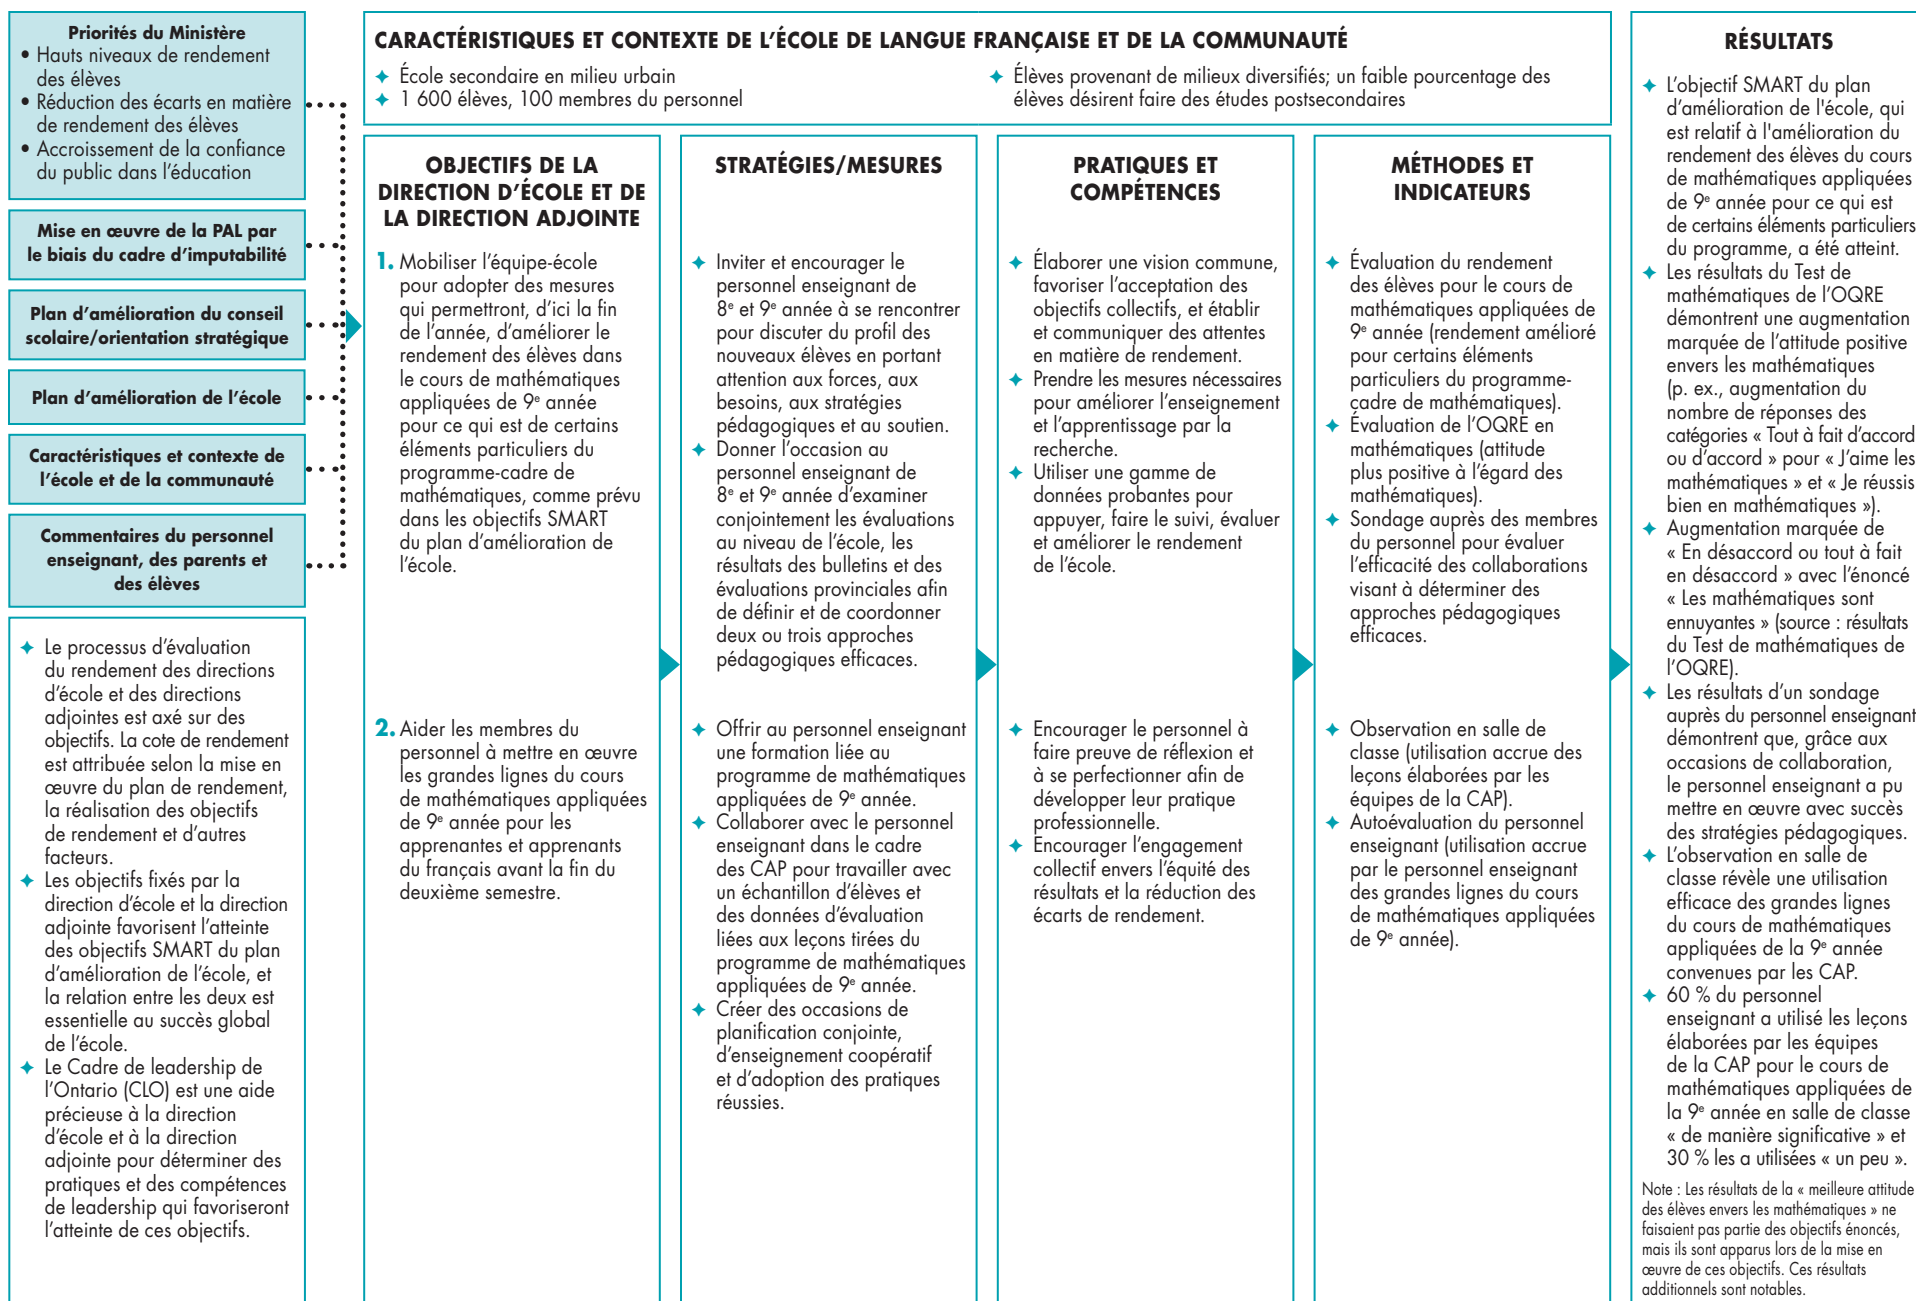 Priorités du Ministère
• Hauts niveaux de rendement
des élèves
• Réduction des écarts en matière
de rendement des élèves
• Accroissement de la confiance
du public dans l’éducation
Mise en œuvre de la PAL par
le biais du cadre d’imputabilité
Plan d’amélioration du conseil
scolaire/orientation stratégique
Plan d’amélioration de l’école
Caractéristiques et contexte de
l’école et de la communauté
Commentaires du personnel
enseignant, des parents et
des élèves
✦ Le processus d’évaluation
du rendement des directions
d’école et des directions
adjointes est axé sur des
objectifs. La cote de rendement
est attribuée selon la mise en
œuvre du plan de rendement,
la réalisation des objectifs
de rendement et d’autres
facteurs.
✦ Les objectifs fixés par la
direction d’école et la direction
adjointe favorisent l’atteinte
des objectifs SMART du plan
d’amélioration de l’école, et
la relation entre les deux est
essentielle au succès global
de l’école.
✦ Le Cadre de leadership de
l’Ontario (CLO) est une aide
précieuse à la direction
d’école et à la direction
adjointe pour déterminer des
pratiques et des compétences
de leadership qui favoriseront
l’atteinte de ces objectifs.
CARACTÉRISTIQUES ET CONTEXTE DE L’ÉCOLE DE LANGUE FRANÇAISE ET DE LA COMMUNAUTÉ
✦ École secondaire en milieu urbain
✦ 1 600 élèves, 100 membres du personnel
✦ Élèves provenant de milieux diversifiés; un faible pourcentage des
élèves désirent faire des études postsecondaires
OBJECTIFS DE LA
DIRECTION D’ÉCOLE ET DE
LA DIRECTION ADJOINTE
1. Mobiliser l’équipe-école
pour adopter des mesures
qui permettront, d’ici la fin
de l’année, d’améliorer le
rendement des élèves dans
le cours de mathématiques
appliquées de 9e année
pour ce qui est de certains
éléments particuliers du
programme-cadre de
mathématiques, comme prévu
dans les objectifs SMART
du plan d’amélioration de
l’école.
2. Aider les membres du
personnel à mettre en œuvre
les grandes lignes du cours
de mathématiques appliquées
de 9e année pour les
apprenantes et apprenants
du français avant la fin du
deuxième semestre.
STRATÉGIES/MESURES
✦ Inviter et encourager le
personnel enseignant de
8e et 9e année à se rencontrer
pour discuter du profil des
nouveaux élèves en portant
attention aux forces, aux
besoins, aux stratégies
pédagogiques et au soutien.
✦ Donner l’occasion au
personnel enseignant de
8e et 9e année d’examiner
conjointement les évaluations
au niveau de l’école, les
résultats des bulletins et des
évaluations provinciales afin
de définir et de coordonner
deux ou trois approches
pédagogiques efficaces.
✦ Offrir au personnel enseignant
une formation liée au
programme de mathématiques
appliquées de 9e année.
✦ Collaborer avec le personnel
enseignant dans le cadre
des CAP pour travailler avec
un échantillon d’élèves et
des données d’évaluation
liées aux leçons tirées du
programme de mathématiques
appliquées de 9e année.
✦ Créer des occasions de
planification conjointe,
d’enseignement coopératif
et d’adoption des pratiques
réussies.
PRATIQUES ET
COMPÉTENCES
✦ Élaborer une vision commune,
favoriser l’acceptation des
objectifs collectifs, et établir
et communiquer des attentes
en matière de rendement.
✦ Prendre les mesures nécessaires
pour améliorer l’enseignement
et l’apprentissage par la
recherche.
✦ Utiliser une gamme de
données probantes pour
appuyer, faire le suivi, évaluer
et améliorer le rendement
de l’école.
✦ Encourager le personnel à
faire preuve de réflexion et
à se perfectionner afin de
développer leur pratique
professionnelle.
✦ Encourager l’engagement
collectif envers l’équité des
résultats et la réduction des
écarts de rendement.
MÉTHODES ET
INDICATEURS
✦ Évaluation du rendement
des élèves pour le cours de
mathématiques appliquées de
9e année (rendement amélioré
pour certains éléments
particuliers du programme-
cadre de mathématiques).
✦ Évaluation de l’OQRE en
mathématiques (attitude
plus positive à l’égard des
mathématiques).
✦ Sondage auprès des membres
du personnel pour évaluer
l’efficacité des collaborations
visant à déterminer des
approches pédagogiques
efficaces.
✦ Observation en salle de
classe (utilisation accrue des
leçons élaborées par les
équipes de la CAP).
✦ Autoévaluation du personnel
enseignant (utilisation accrue
par le personnel enseignant
des grandes lignes du cours
de mathématiques appliquées
de 9e année).
RÉSULTATS
✦ L’objectif SMART du plan
d’amélioration de l'école, qui
est relatif à l'amélioration du
rendement des élèves du cours
de mathématiques appliquées
de 9e année pour ce qui est
de certains éléments particuliers
du programme, a été atteint.
✦ Les résultats du Test de
mathématiques de l’OQRE
démontrent une augmentation
marquée de l’attitude positive
envers les mathématiques
(p. ex., augmentation du
nombre de réponses des
catégories « Tout à fait d’accord
ou d’accord » pour « J’aime les
mathématiques » et « Je réussis
bien en mathématiques »).
✦ Augmentation marquée de
« En désaccord ou tout à fait
en désaccord » avec l’énoncé
« Les mathématiques sont
ennuyantes » (source : résultats
du Test de mathématiques de
l’OQRE).
✦ Les résultats d’un sondage
auprès du personnel enseignant
démontrent que, grâce aux
occasions de collaboration,
le personnel enseignant a pu
mettre en œuvre avec succès
des stratégies pédagogiques.
✦ L’observation en salle de
classe révèle une utilisation
efficace des grandes lignes
du cours de mathématiques
appliquées de la 9e année
convenues par les CAP.
✦ 60 % du personnel
enseignant a utilisé les leçons
élaborées par les équipes
de la CAP pour le cours de
mathématiques appliquées de
la 9e année en salle de classe
« de manière significative » et
30 % les a utilisées « un peu ».
Note : Les résultats de la « meilleure attitude
des élèves envers les mathématiques » ne
faisaient pas partie des objectifs énoncés,
mais ils sont apparus lors de la mise en
œuvre de ces objectifs. Ces résultats
additionnels sont notables.